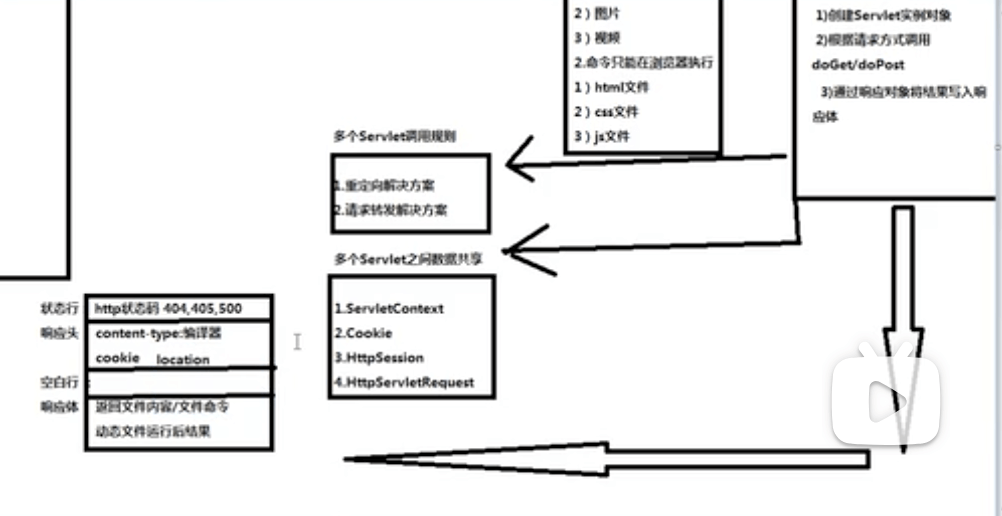 2）图片
3）视频
2.命令只能在浏览器执行
1）html文件
2）css文件
3）js文件
1)创建Servlet实例对象
2)根据请求方式调用
doGet/doPost
3)通过响应对象将结果写入响
应体
多个Servlet调用规则
1.重定向解决方案
2.请求转发解决方案
多个Servlet之间数据共享
1.ServletContext
2.Cookie
3.HttpSession
4.HttpServletRequest
状态行 http状态码 404,405,500
响应头 content-type:编译器
cookie location
空白行 :
响应体 返回文件内容/文件命令
动态文件运行后结果